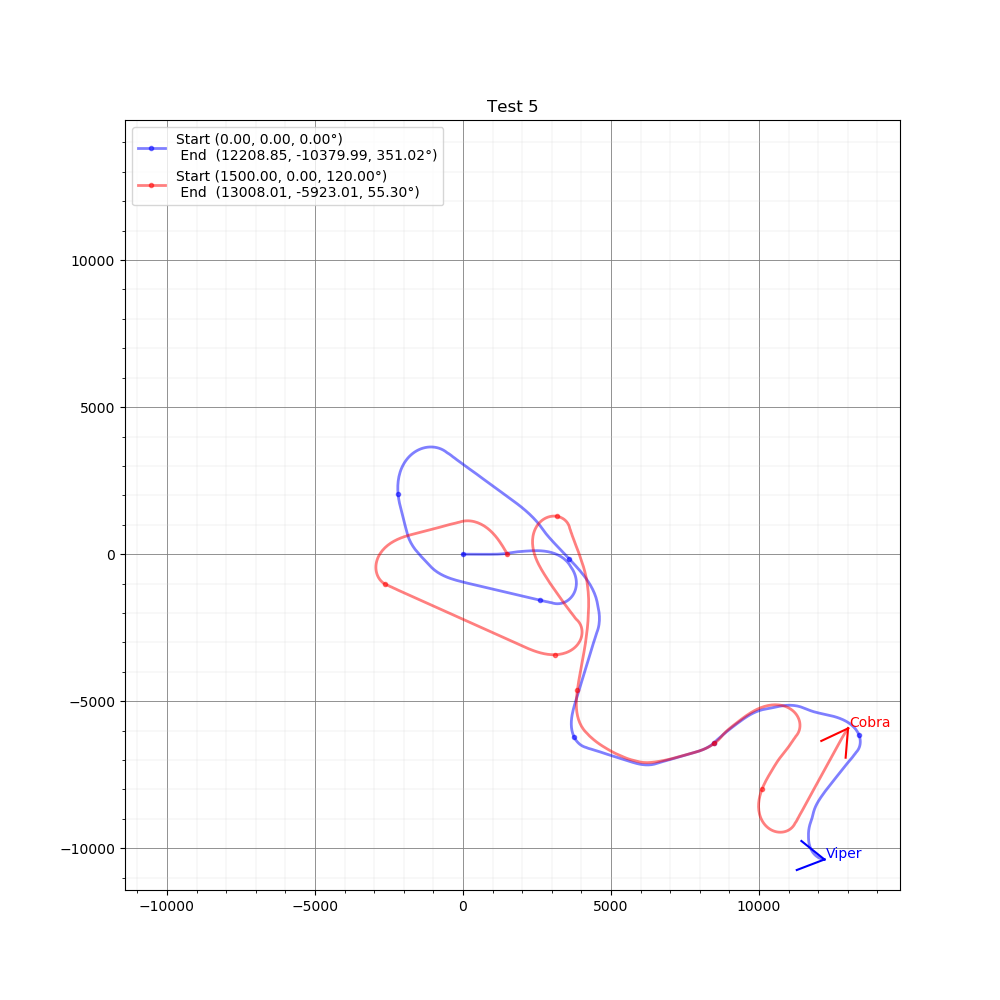 Test 5
Start (0.00, 0.00, 0.00°)
End  (12208.85, -10379.99, 351.02°)
Start (1500.00, 0.00, 120.00°)
End  (13008.01, -5923.01, 55.30°)
10000
5000
0
−5000
−10000
Cobra
Viper
−10000 −5000 0 5000 10000